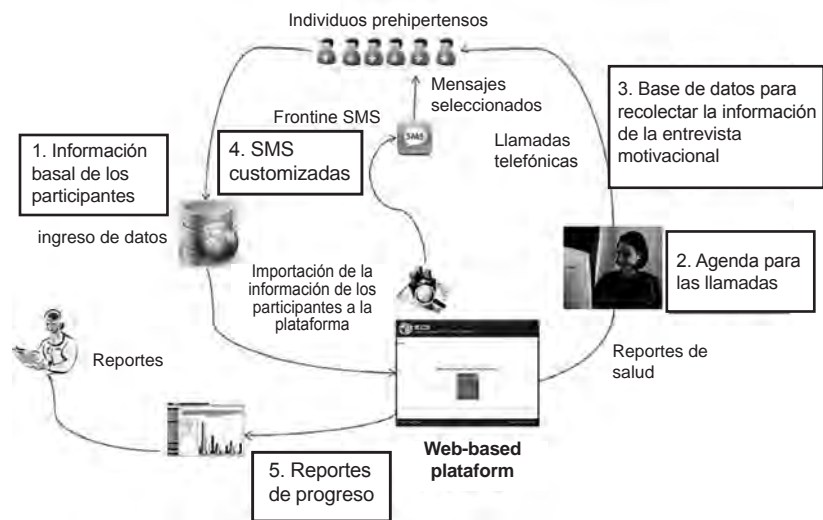 Individuos prehipertensos
Mensajes
seleccionados
Frontine SMS
SMS
Llamadas
telefónicas
3. Base de datos para
recolectar la información
de la entrevista
motivacional
1. Información
basal de los
participantes
4. SMS
customizadas
ingreso de datos
Importación de la
información de los
participantes a la
plataforma
2. Agenda para
las llamadas
Reportes
Reportes de
salud
Web-based
plataform
5. Reportes
de progreso